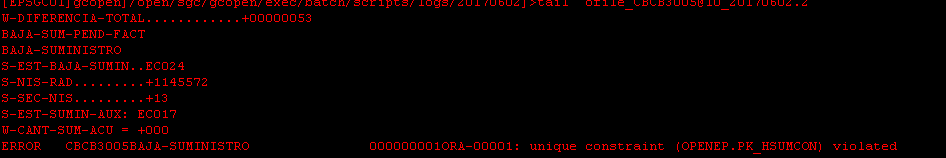 [EPSGC01]gcopen]/open/sgc/gcopen/exec/batch/scripts/logs/20170602]>tail ofile_CBCB3005@10_20170602.2
W-DIFERENCIA-TOTAL............+00000053
BAJA-SUM-PEND-FACT
BAJA-SUMINISTRO
S-EST-BAJA-SUMIN..EC024
S-NIS-RAD.........+1145572
S-SEC-NIS.........+13
S-EST-SUMIN-AUX: EC017
W-CANT-SUM-ACU = +000
ERROR CBCB3005BAJA-SUMINISTRO 000000001ORA-00001: unique constraint (OPENEP.PK_HSUMCON) violated